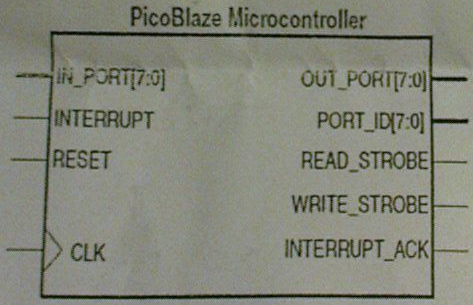 PicoBlaze Microcontroller
IN_PORT[7:0]
OUT_PORT[7:0]
INTERRUPT
PORT_ID[7:0]
RESET
READ_STROBE
WRITE_STROBE
CLK
INTERRUPT_ACK